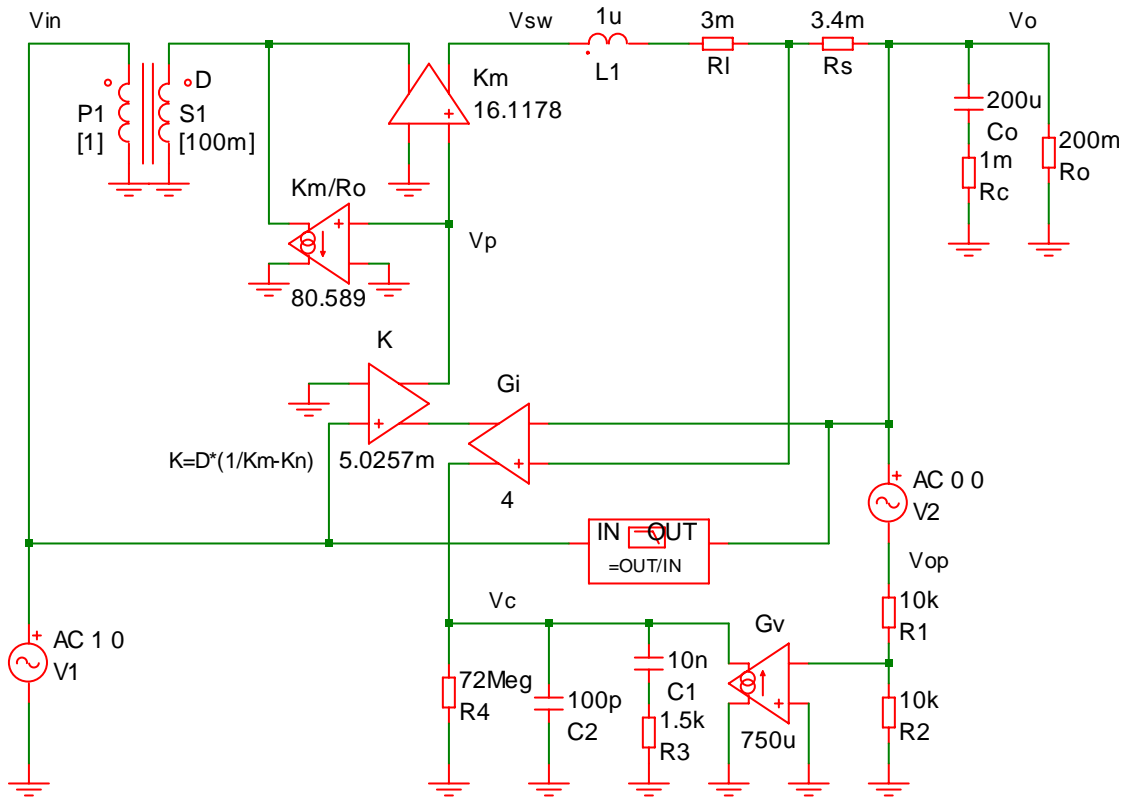 Vin
Vsw
1u
L1
3m
Rl
3.4m
Rs
Vo
P1
[1]
D
S1
[100m]
Km
16.1178
200u
Co
1m
Rc
200m
Ro
Km/Ro
80.589
Vp
K
K=D*(1/Km-Kn)
5.0257m
Gi
4
AC 0 0
V2
IN
OUT
=OUT/IN
Vop
10k
R1
Vc
Gv
AC 1 0
V1
72Meg
R4
100p
C2
10n
C1
1.5k
R3
750u
10k
R2